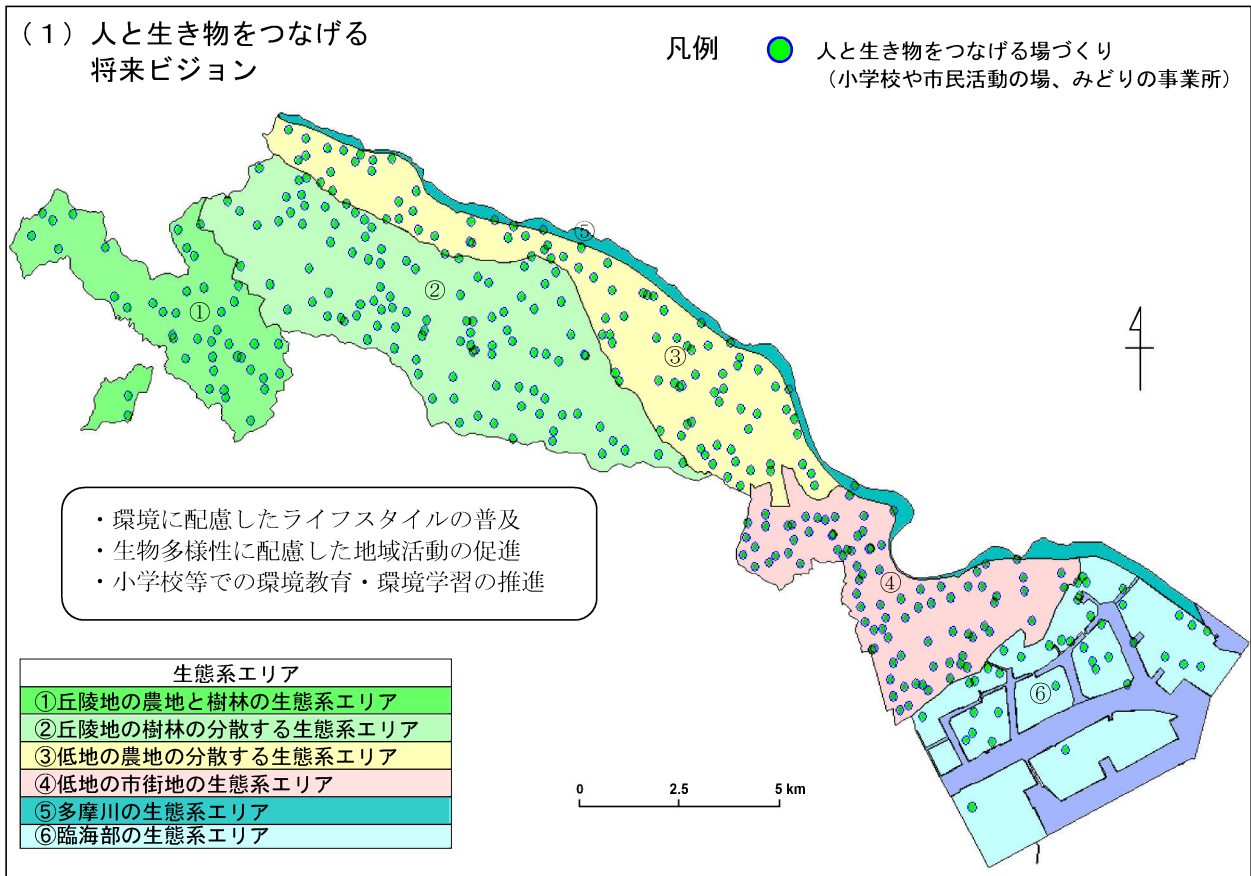 （１）人と生き物をつなげる
将来ビジョン
凡例
人と生き物をつなげる場づくり
（小学校や市民活動の場、みどりの事業所）
⑤
②
①
③
④
⑥
・環境に配慮したライフスタイルの普及
・生物多様性に配慮した地域活動の促進
・小学校等での環境教育・環境学習の推進
生態系エリア
①丘陵地の農地と樹林の生態系エリア
②丘陵地の樹林の分散する生態系エリア
③低地の農地の分散する生態系エリア
④低地の市街地の生態系エリア
⑤多摩川の生態系エリア
⑥臨海部の生態系エリア
0 2.5 5 km